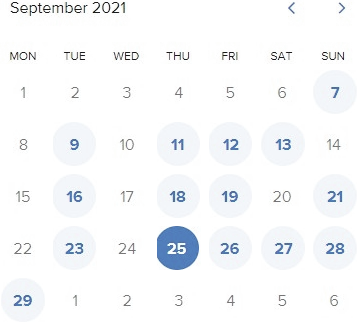 September 2021
MON TUE WED THU FRI SAT SUN
1 2 3 4 5 6 7
8 9 10 11 12 13 14
15 16 17 18 19 20 21
22 23 24 25 26 27 28
29 1 2 3 4 5 6